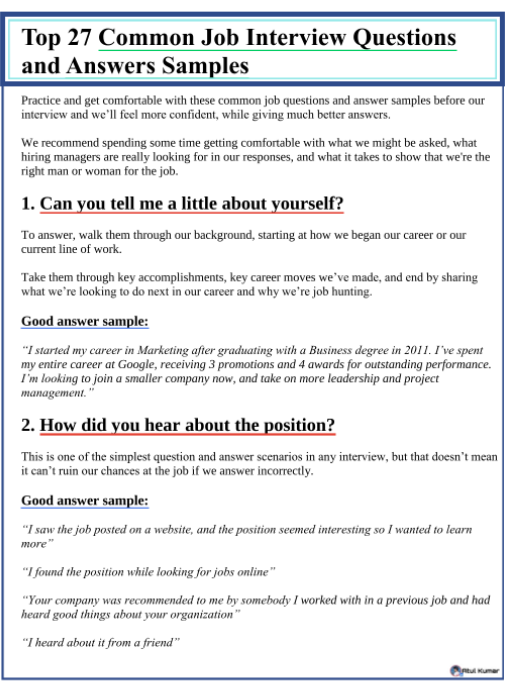 Top 27 Common Job Interview Questions
and Answers Samples
Practice and get comfortable with these common job questions and answer samples before our
interview and we’ll feel more confident, while giving much better answers.
We recommend spending some time getting comfortable with what we might be asked, what
hiring managers are really looking for in our responses, and what it takes to show that we're the
right man or woman for the job.
1. Can you tell me a little about yourself?
To answer, walk them through our background, starting at how we began our career or our
current line of work.
Take them through key accomplishments, key career moves we’ve made, and end by sharing
what we’re looking to do next in our career and why we’re job hunting.
Good answer sample:
“I started my career in Marketing after graduating with a Business degree in 2011. I’ve spent
my entire career at Google, receiving 3 promotions and 4 awards for outstanding performance.
I’m looking to join a smaller company now, and take on more leadership and project
management.”
2. How did you hear about the position?
This is one of the simplest question and answer scenarios in any interview, but that doesn’t mean
it can’t ruin our chances at the job if we answer incorrectly.
Good answer sample:
“I saw the job posted on a website, and the position seemed interesting so I wanted to learn
more”
“I found the position while looking for jobs online”
“Your company was recommended to me by somebody I worked with in a previous job and had
heard good things about your organization”
“I heard about it from a friend”
Atul Kumar